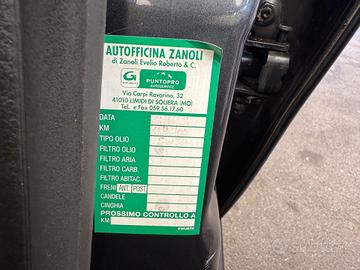 AUTOFFICINA ZANOLI
di Zanoli Evelio Roberto & C.
G PUNTOPRO
AUTOSERVICE
Via Carpi Ravarino, 32
41010 LIMIDI DI SOLIERA (MO)
Tel. e Fax 059.56.17.60
DATA
KM
TIPO OLIO
FILTRO OLIO
FILTRO ARIA
FILTRO CARB.
FILTRO ABITAC.
FRENI ANT. POST.
CANDELE
CINGHIA
PROSSIMO CONTROLLO A
KM